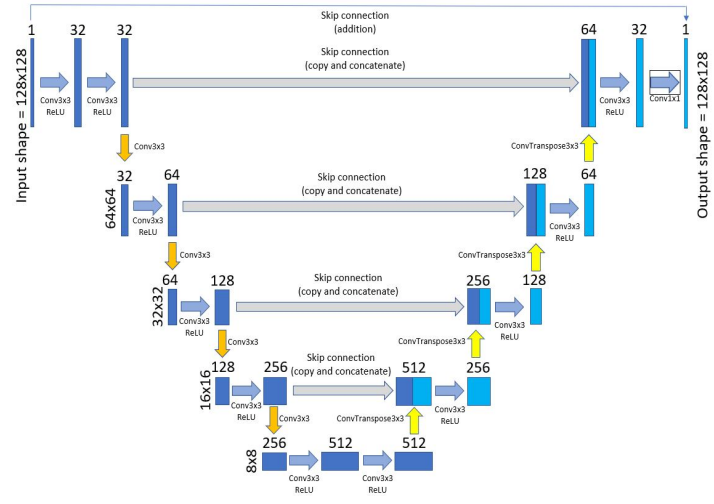 Skip connection
(addition)
1
32
32
64
32
1
Skip connection
(copy and concatenate)
Input shape = 128x128
Conv3x3
ReLU
Conv3x3
ReLU
Conv3x3
ReLU
Conv1x1
Output shape = 128x128
Conv3x3
ConvTranspose3x3
32
64
Skip connection
(copy and concatenate)
128
64
64x64
Conv3x3
ReLU
Conv3x3
ReLU
Conv3x3
ConvTranspose3x3
64
128
Skip connection
(copy and concatenate)
256
128
32x32
Conv3x3
ReLU
Conv3x3
ReLU
Conv3x3
ConvTranspose3x3
128
256
Skip connection
(copy and concatenate)
512
256
16x16
Conv3x3
ReLU
Conv3x3
ReLU
Conv3x3
ConvTranspose3x3
256
512
512
8x8
Conv3x3
ReLU
Conv3x3
ReLU